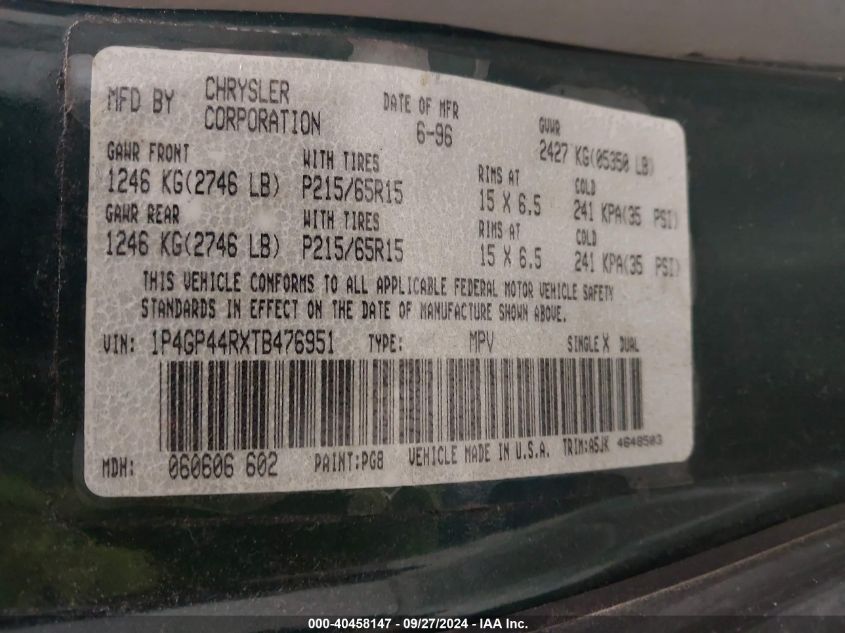 MFD BY CHRYSLER CORPORATION DATE OF MFR 6-96 GVWR 2427 KG(05350 LB)
GAWR FRONT WITH TIRES RIMS AT COLD
1246 KG(2746 LB) P215/65R15 15 X 6.5 241 KPA(35 PSI)
GAWR REAR WITH TIRES RIMS AT COLD
1246 KG(2746 LB) P215/65R15 15 X 6.5 241 KPA(35 PSI)
THIS VEHICLE CONFORMS TO ALL APPLICABLE FEDERAL MOTOR VEHICLE SAFETY
STANDARDS IN EFFECT ON THE DATE OF MANUFACTURE SHOWN ABOVE.
VIN: 1P4GP44RXTB476951 TYPE: MPV SINGLE X DUAL
MDH: 060606 602 PAINT:PG8 VEHICLE MADE IN U.S.A. TRIM:A5JK 4648503
000-40458147 - 09/27/2024 - IAA Inc.